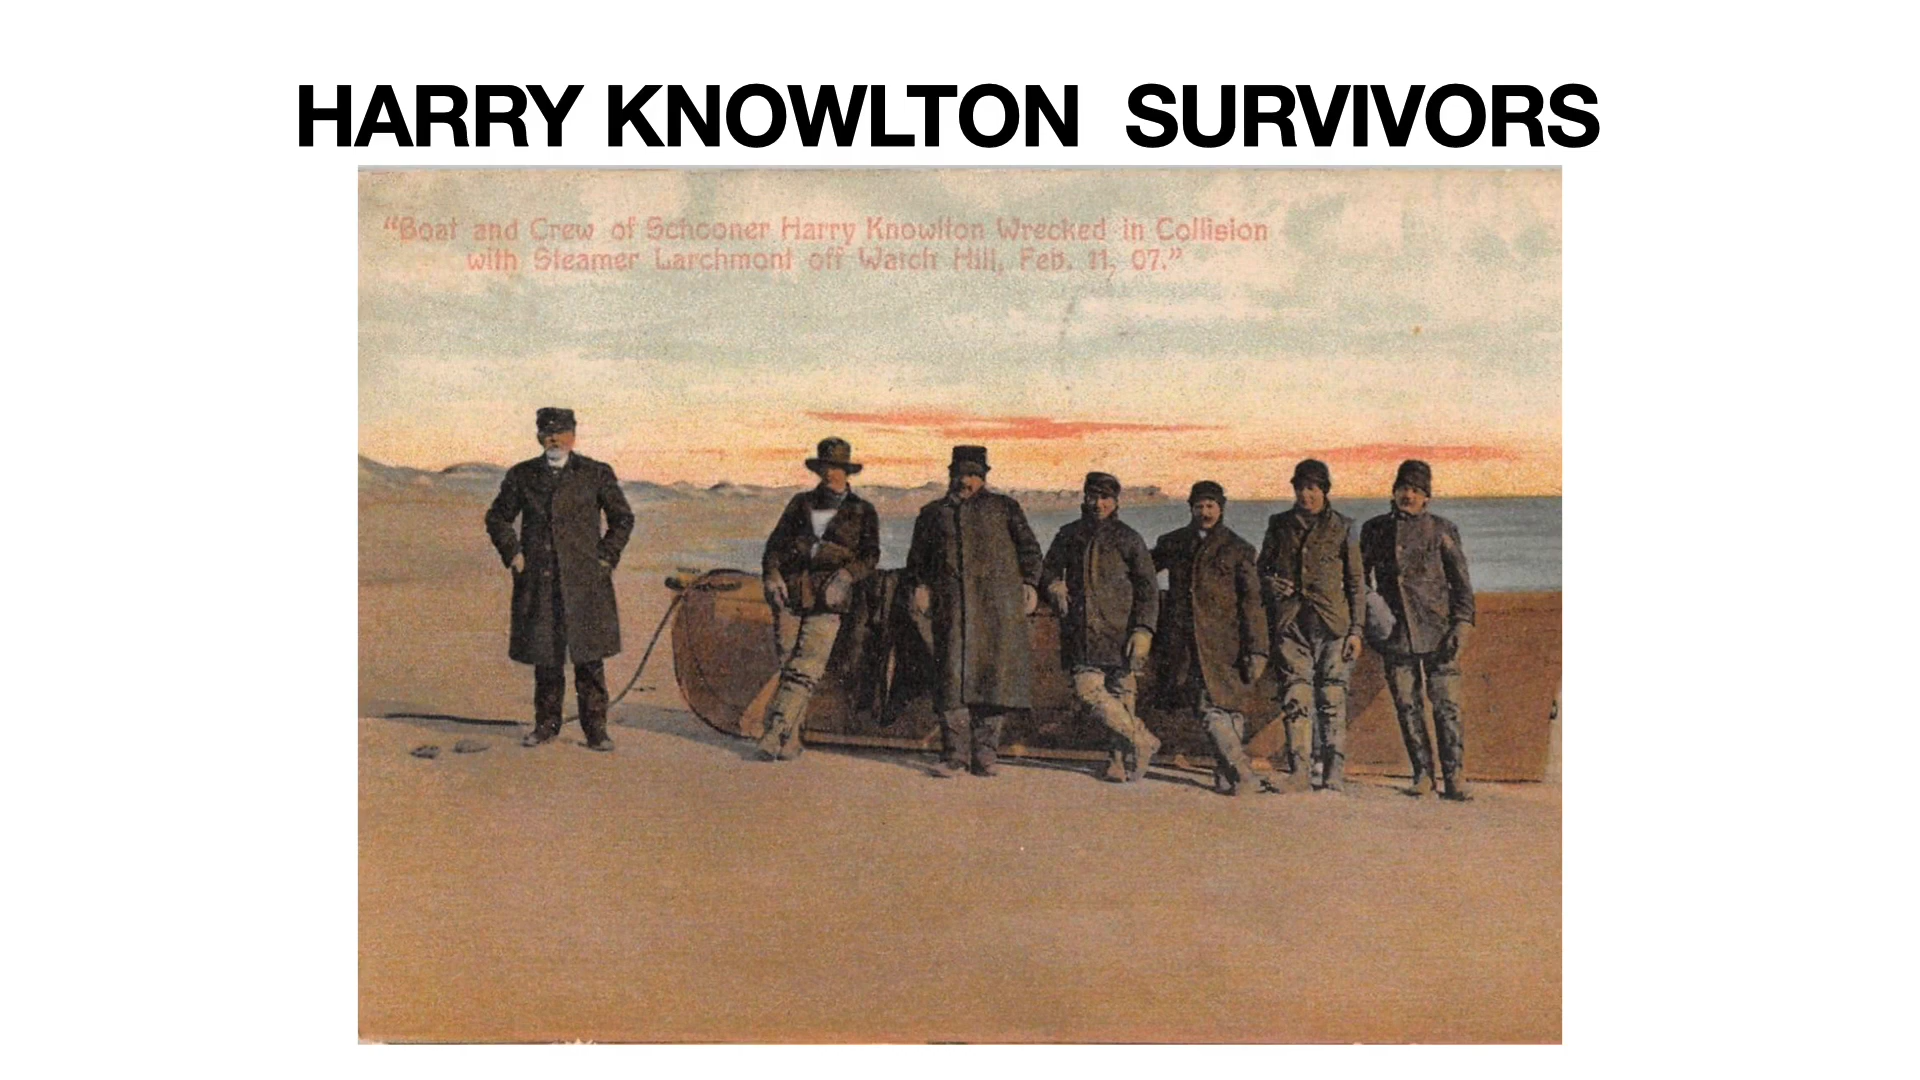 HARRY KNOWLTON SURVIVORS
"Boat and Crew of Schooner Harry Knowlton Wrecked in Collision
with Steamer Larchmont off Watch Hill, Feb. 11, 07."